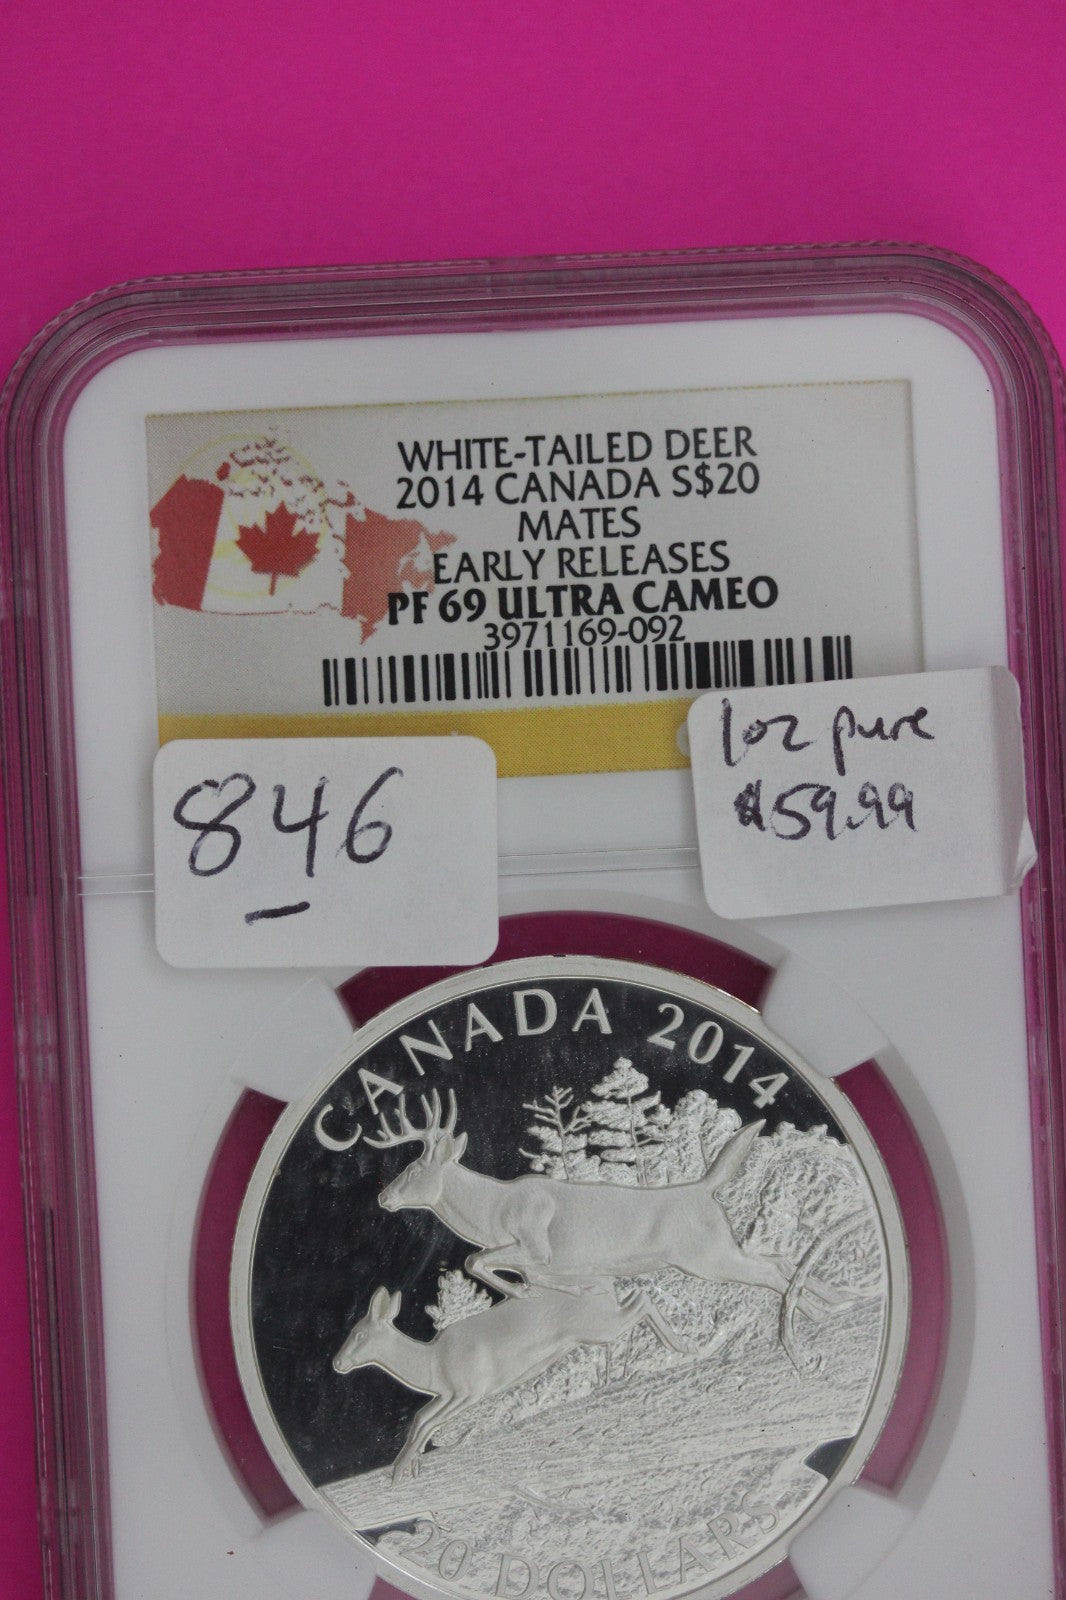 WHITE-TAILED DEER
2014 CANADA S$20
MATES
EARLY RELEASES
PF 69 ULTRA CAMEO
3971169-092
1oz pure
$59.99
846
CANADA 2014
20 DOLLARS